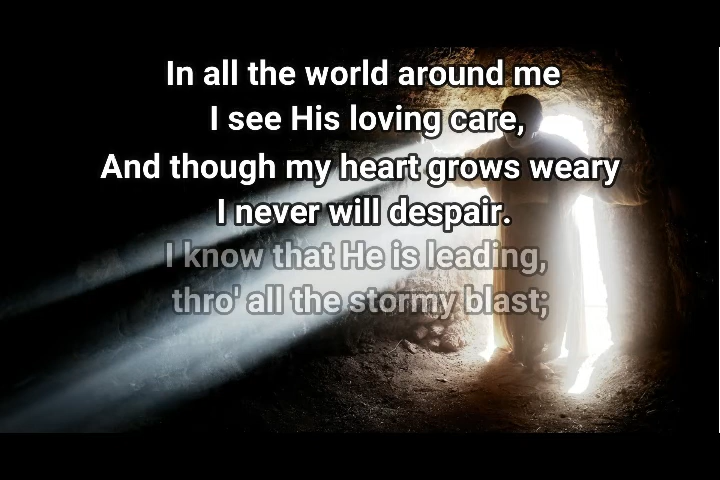 In all the world around me
I see His loving care,
And though my heart grows weary
I never will despair.
I know that He is leading,
thro' all the stormy blast;